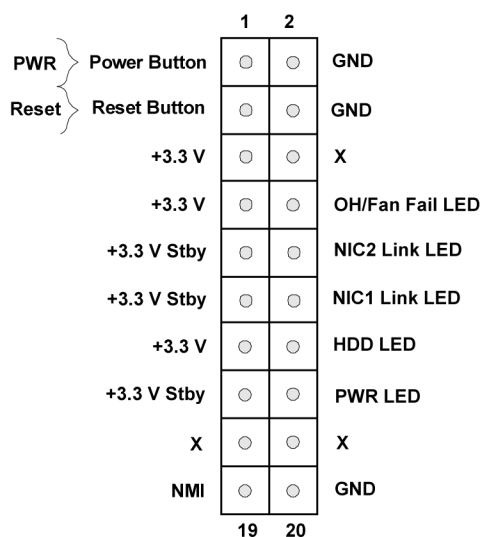 1 2
PWR Power Button GND
Reset Reset Button GND
+3.3 V X
+3.3 V OH/Fan Fail LED
+3.3 V Stby NIC2 Link LED
+3.3 V Stby NIC1 Link LED
+3.3 V HDD LED
+3.3 V Stby PWR LED
X X
NMI GND
19 20